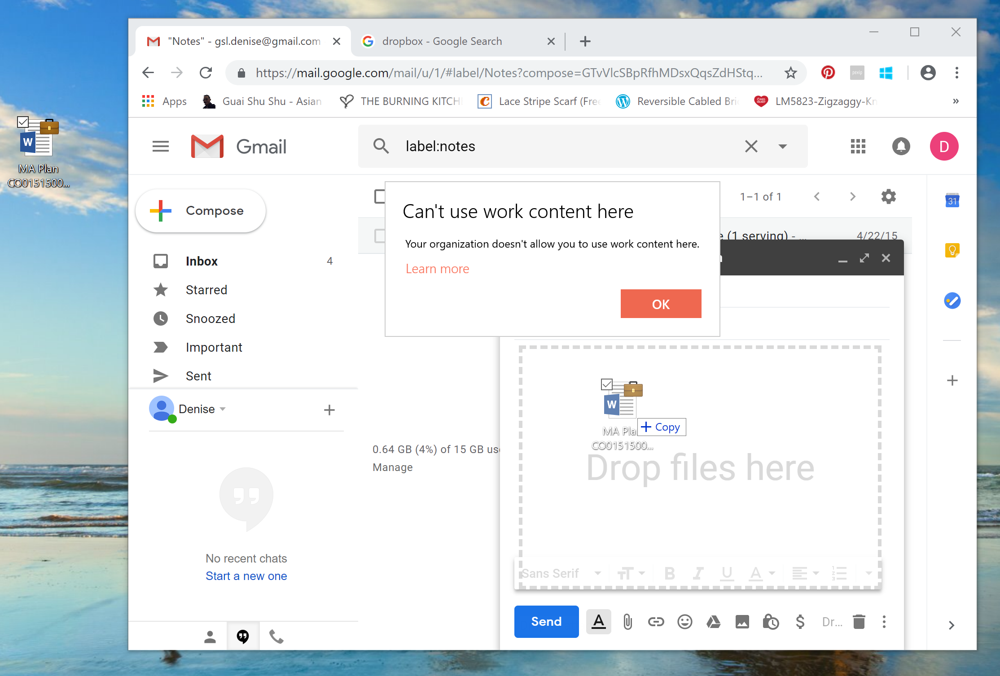 "Notes" - gsl.denise@gmail.com
dropbox - Google Search
https://mail.google.com/mail/u/1/#label/Notes?compose=GTvVlcSBpRfhMDsxQqsZdHStq...
pexip
Apps
Guai Shu Shu - Asian
THE BURNING KITCH
Lace Stripe Scarf (Free
Reversible Cabled Bri
RED HEART
LM5823-Zigzaggy-Kn
»
W
MA Plan
CO0151500...
Gmail
label:notes
D
Compose
1–1 of 1
31
Can't use work content here
Your organization doesn't allow you to use work content here.
Learn more
OK
e (1 serving) - ...
4/22/15
Inbox
4
Starred
Snoozed
Important
Sent
Denise
W
MA Pla
Copy
CO0151500...
Drop files here
0.64 GB (4%) of 15 GB use
Manage
No recent chats
Start a new one
Sans Serif
B I U A
Send
A
$
Dr...